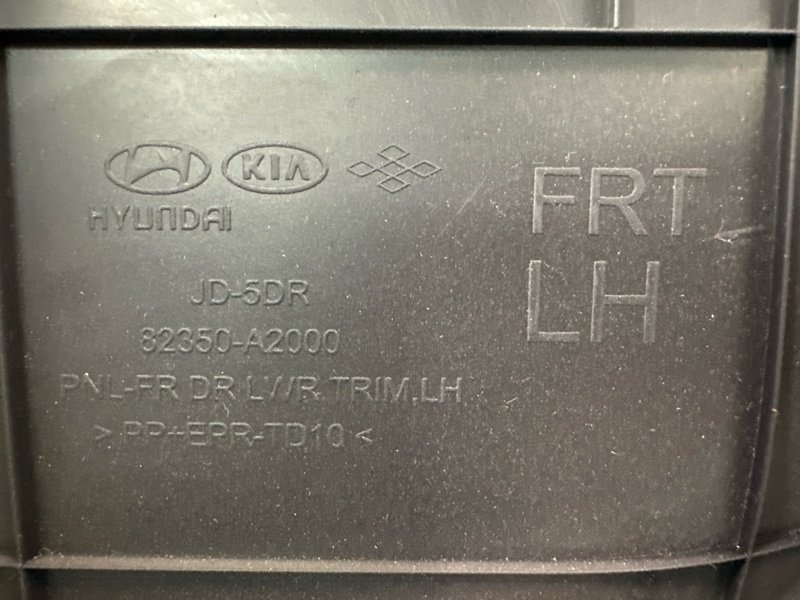 KIA
HYUNDAI
FRT
LH
JD-5DR
82350-A2000
PNL-FR DR LWR TRIM,LH
> PP+EPR-TD10 <